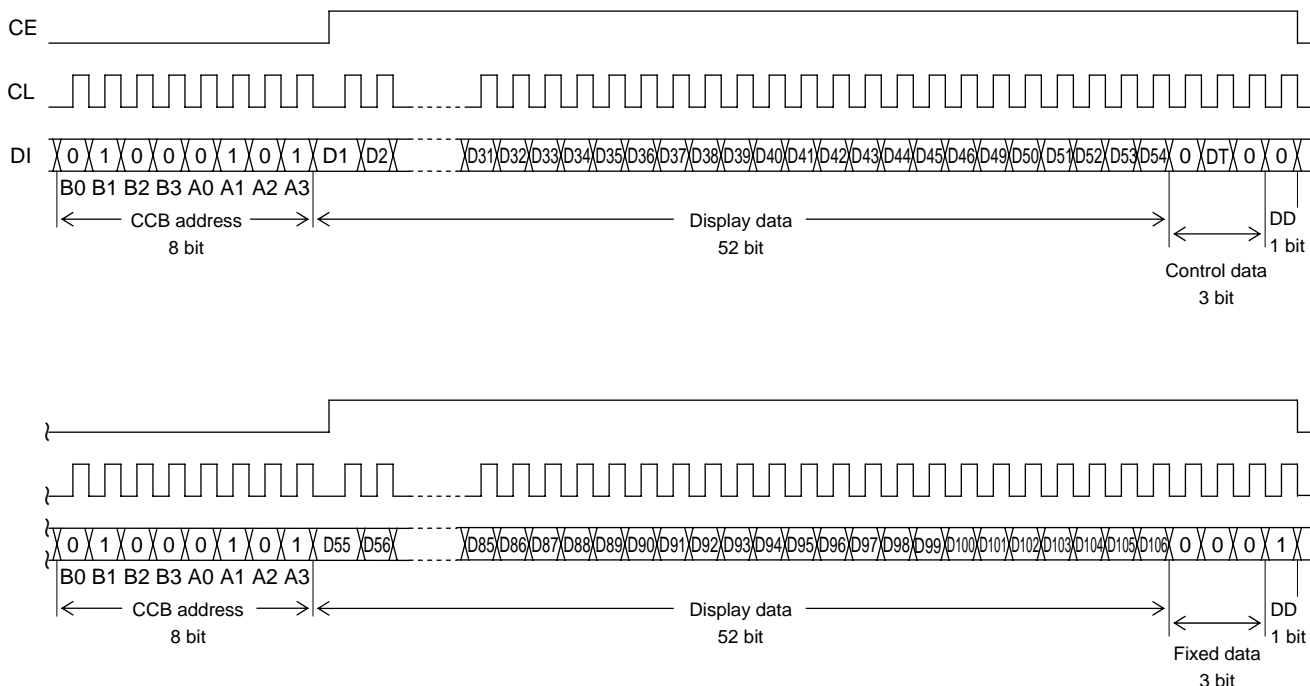 CE
CL
DI 0 1 0 0 0 1 0 1 D1 D2 D31 D32 D33 D34 D35 D36 D37 D38 D39 D40 D41 D42 D43 D44 D45 D46 D49 D50 D51 D52 D53 D54 0 DT 0 0
B0 B1 B2 B3 A0 A1 A2 A3
CCB address Display data DD
8 bit 52 bit 1 bit
Control data
3 bit
0 1 0 0 0 1 0 1 D55 D56 D85 D86 D87 D88 D89 D90 D91 D92 D93 D94 D95 D96 D97 D98 D99 D100 D101 D102 D103 D104 D105 D106 0 0 0 1
B0 B1 B2 B3 A0 A1 A2 A3
CCB address Display data DD
8 bit 52 bit 1 bit
Fixed data
3 bit